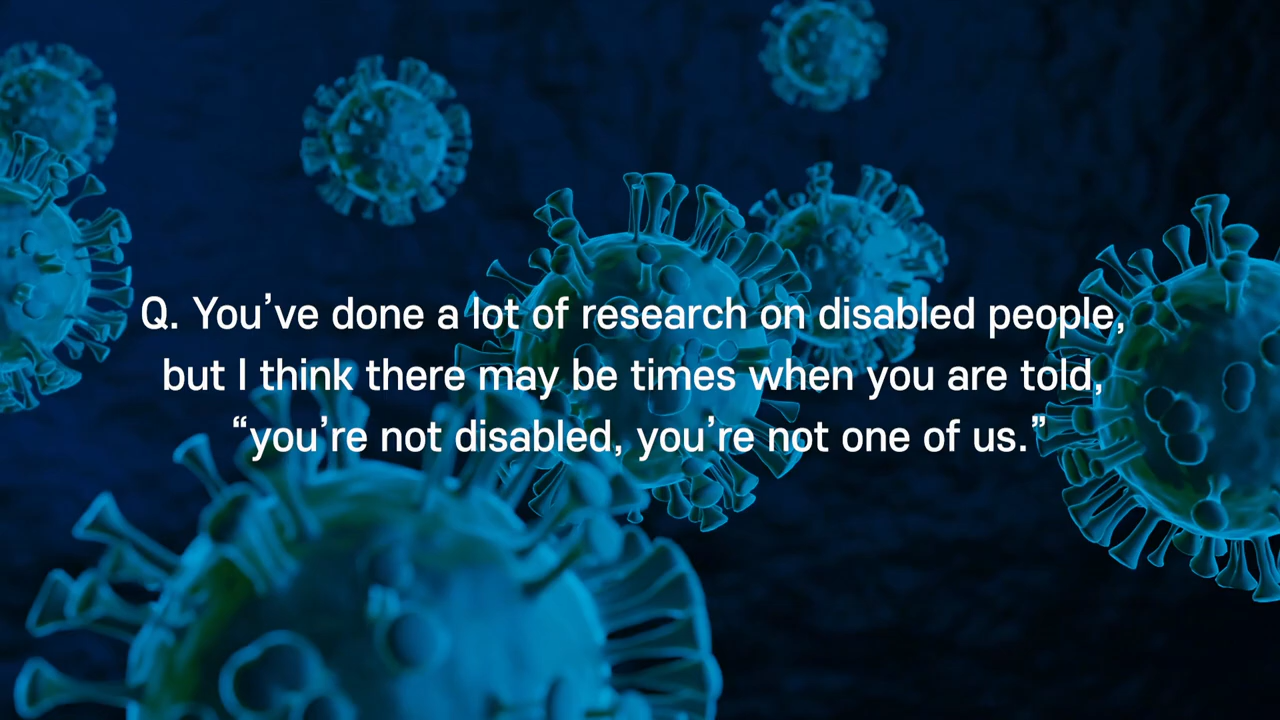 Q. You’ve done a lot of research on disabled people,
but I think there may be times when you are told,
“you’re not disabled, you’re not one of us.”